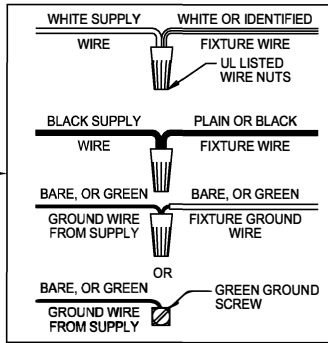 WHITE SUPPLY WHITE OR IDENTIFIED
WIRE FIXTURE WIRE
UL LISTED
WIRE NUTS
BLACK SUPPLY PLAIN OR BLACK
WIRE FIXTURE WIRE
BARE, OR GREEN BARE, OR GREEN
GROUND WIRE FIXTURE GROUND
FROM SUPPLY WIRE
OR
BARE, OR GREEN GREEN GROUND
SCREW
GROUND WIRE
FROM SUPPLY